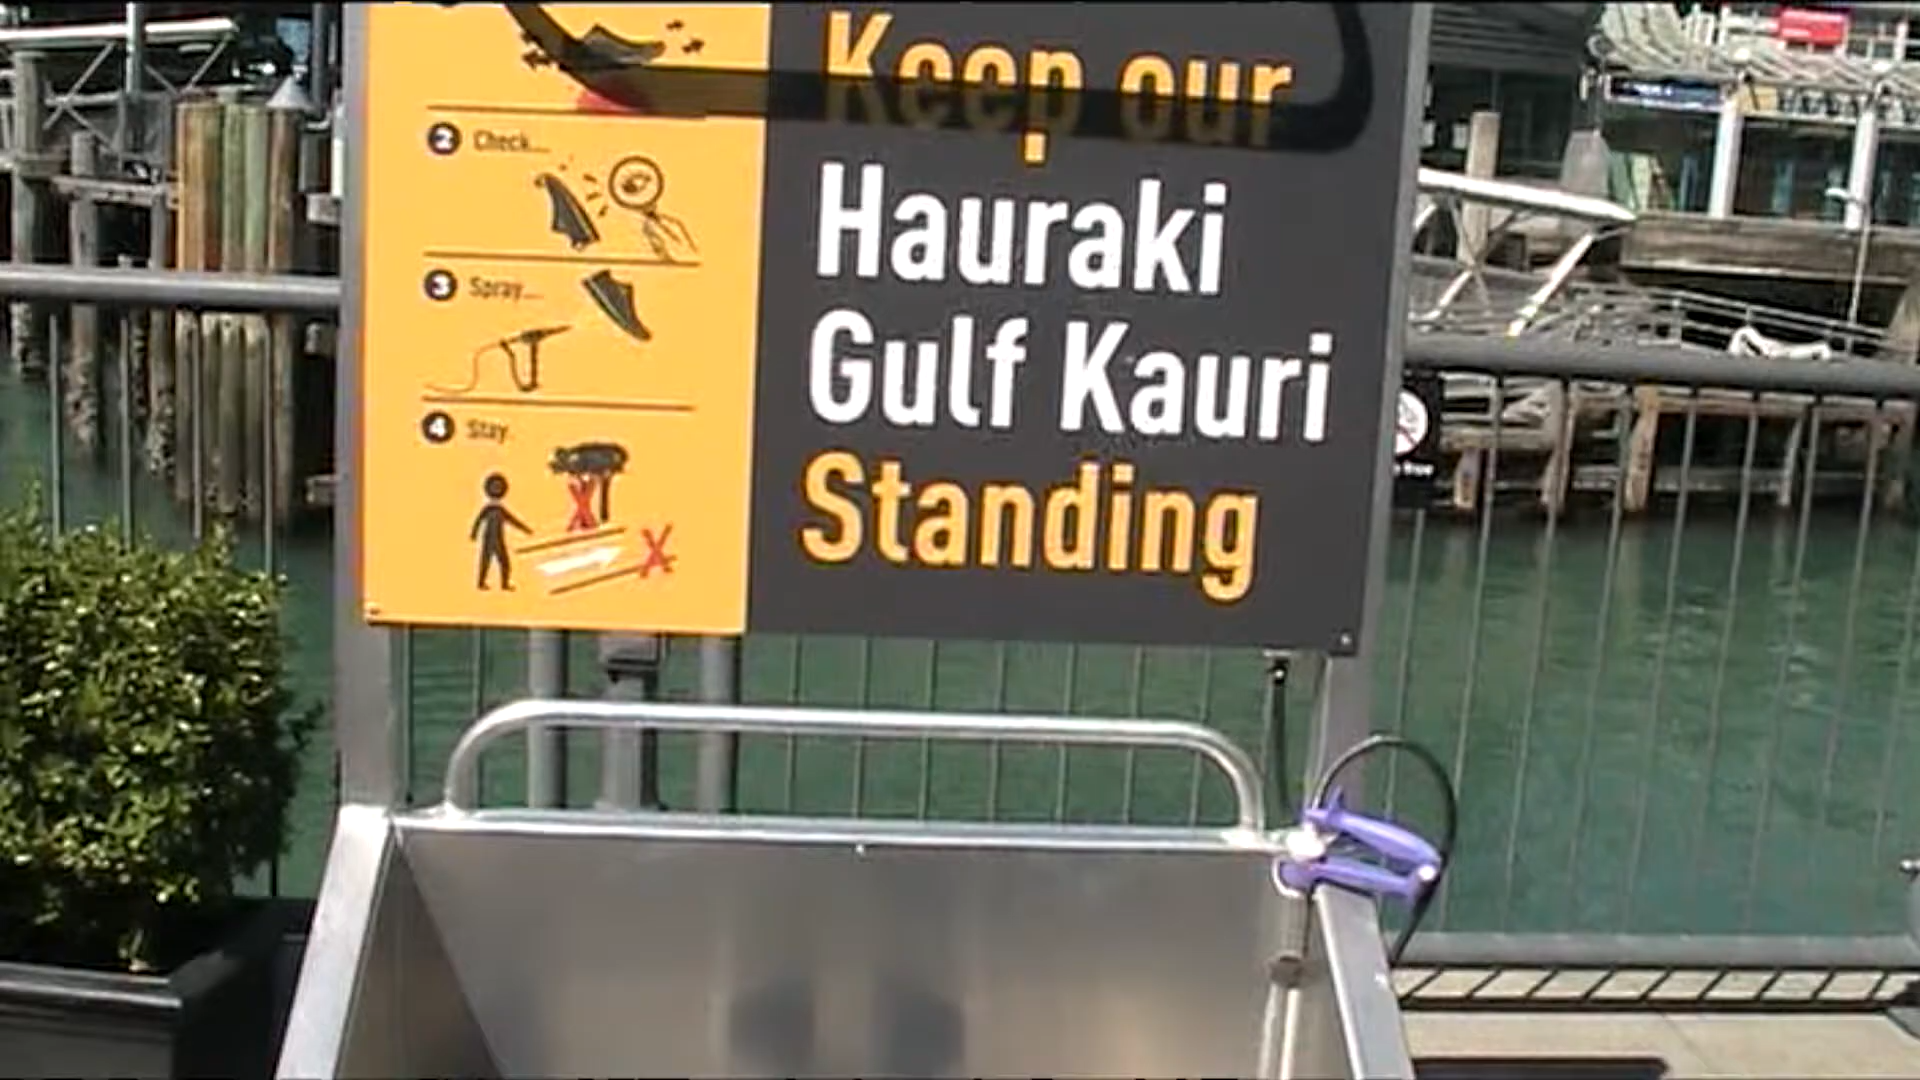 2 Check...
3 Spray...
4 Stay.
Keep our
Hauraki
Gulf Kauri
Standing